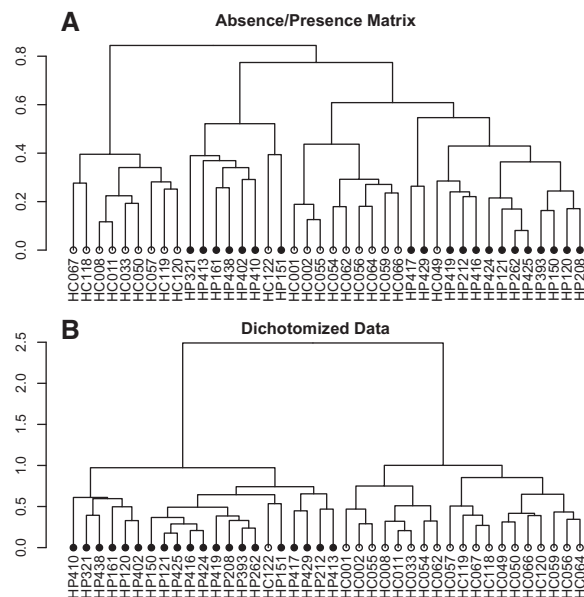 A
Absence/Presence Matrix
0.8
0.6
0.4
0.2
0.0
HC067 HC118 HC008 HC011 HC033 HC050 HC057 HC119 HC120 HP321 HP413 HP161 HP438 HP402 HP410 HC122 HP151 HC001 HC002 HC055 HC054 HC062 HC056 HC064 HC059 HC066 HP417 HP429 HC049 HP419 HP212 HP416 HP424 HP121 HP262 HP425 HP393 HP150 HP120 HP208
B
Dichotomized Data
2.5
2.0
1.5
1.0
0.5
0.0
HP410 HP321 HP438 HP161 HP120 HP402 HP150 HP121 HP425 HP416 HP424 HP419 HP208 HP393 HP262 HC122 HP151 HP417 HP429 HP212 HP413 HC001 HC002 HC055 HC008 HC011 HC033 HC054 HC062 HC057 HC119 HC067 HC118 HC049 HC050 HC066 HC120 HC059 HC056 HC064